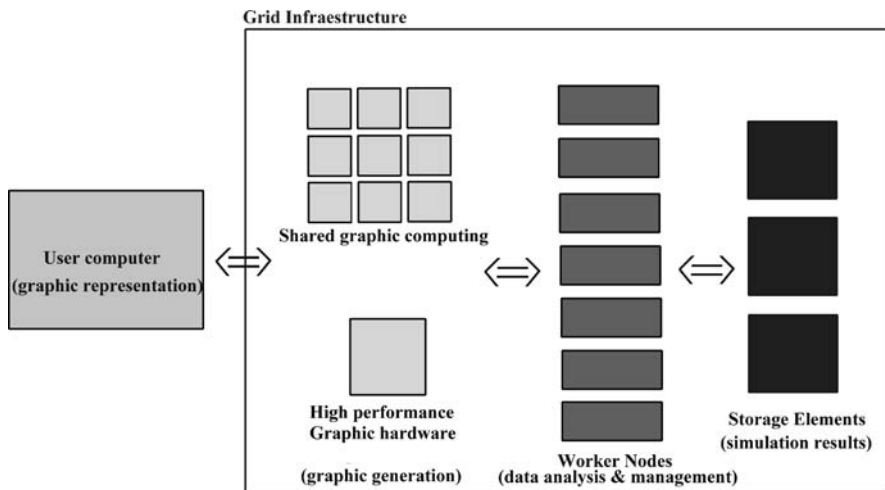 Grid Infraestructure
Shared graphic computing
User computer
(graphic representation)
High performance
Graphic hardware
(graphic generation)
Worker Nodes
(data analysis & management)
Storage Elements
(simulation results)